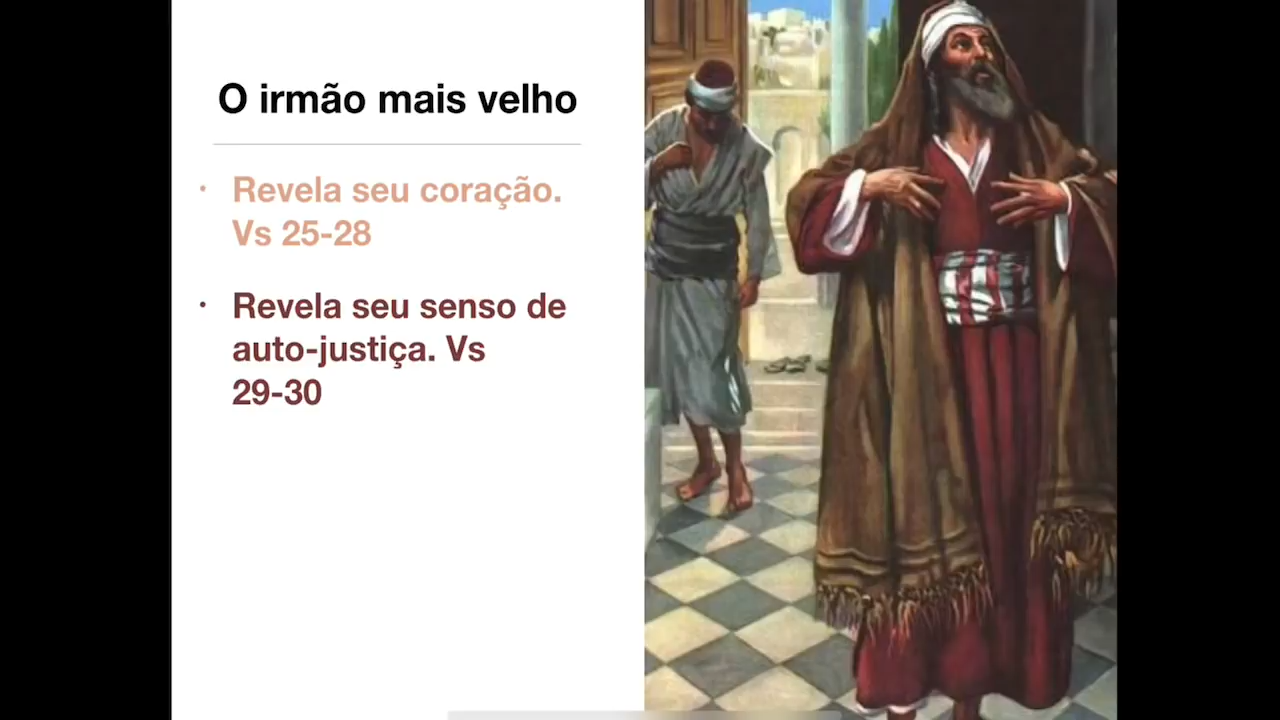 O irmão mais velho
• Revela seu coração.
Vs 25-28
• Revela seu senso de
auto-justiça. Vs
29-30